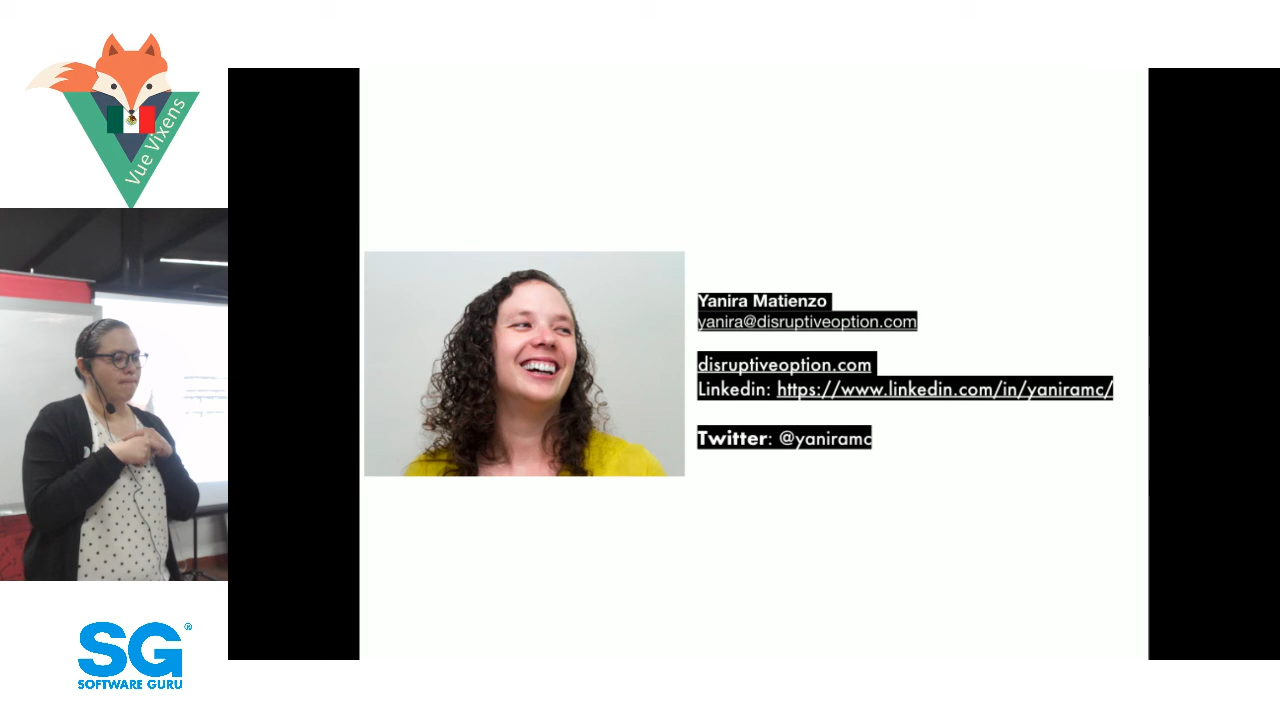 Vue Vixens
Yanira Matienzo
yanira@disruptiveoption.com
disruptiveoption.com
Linkedin: https://www.linkedin.com/in/yaniramc/
Twitter: @yaniramc
SG®
SOFTWARE GURU